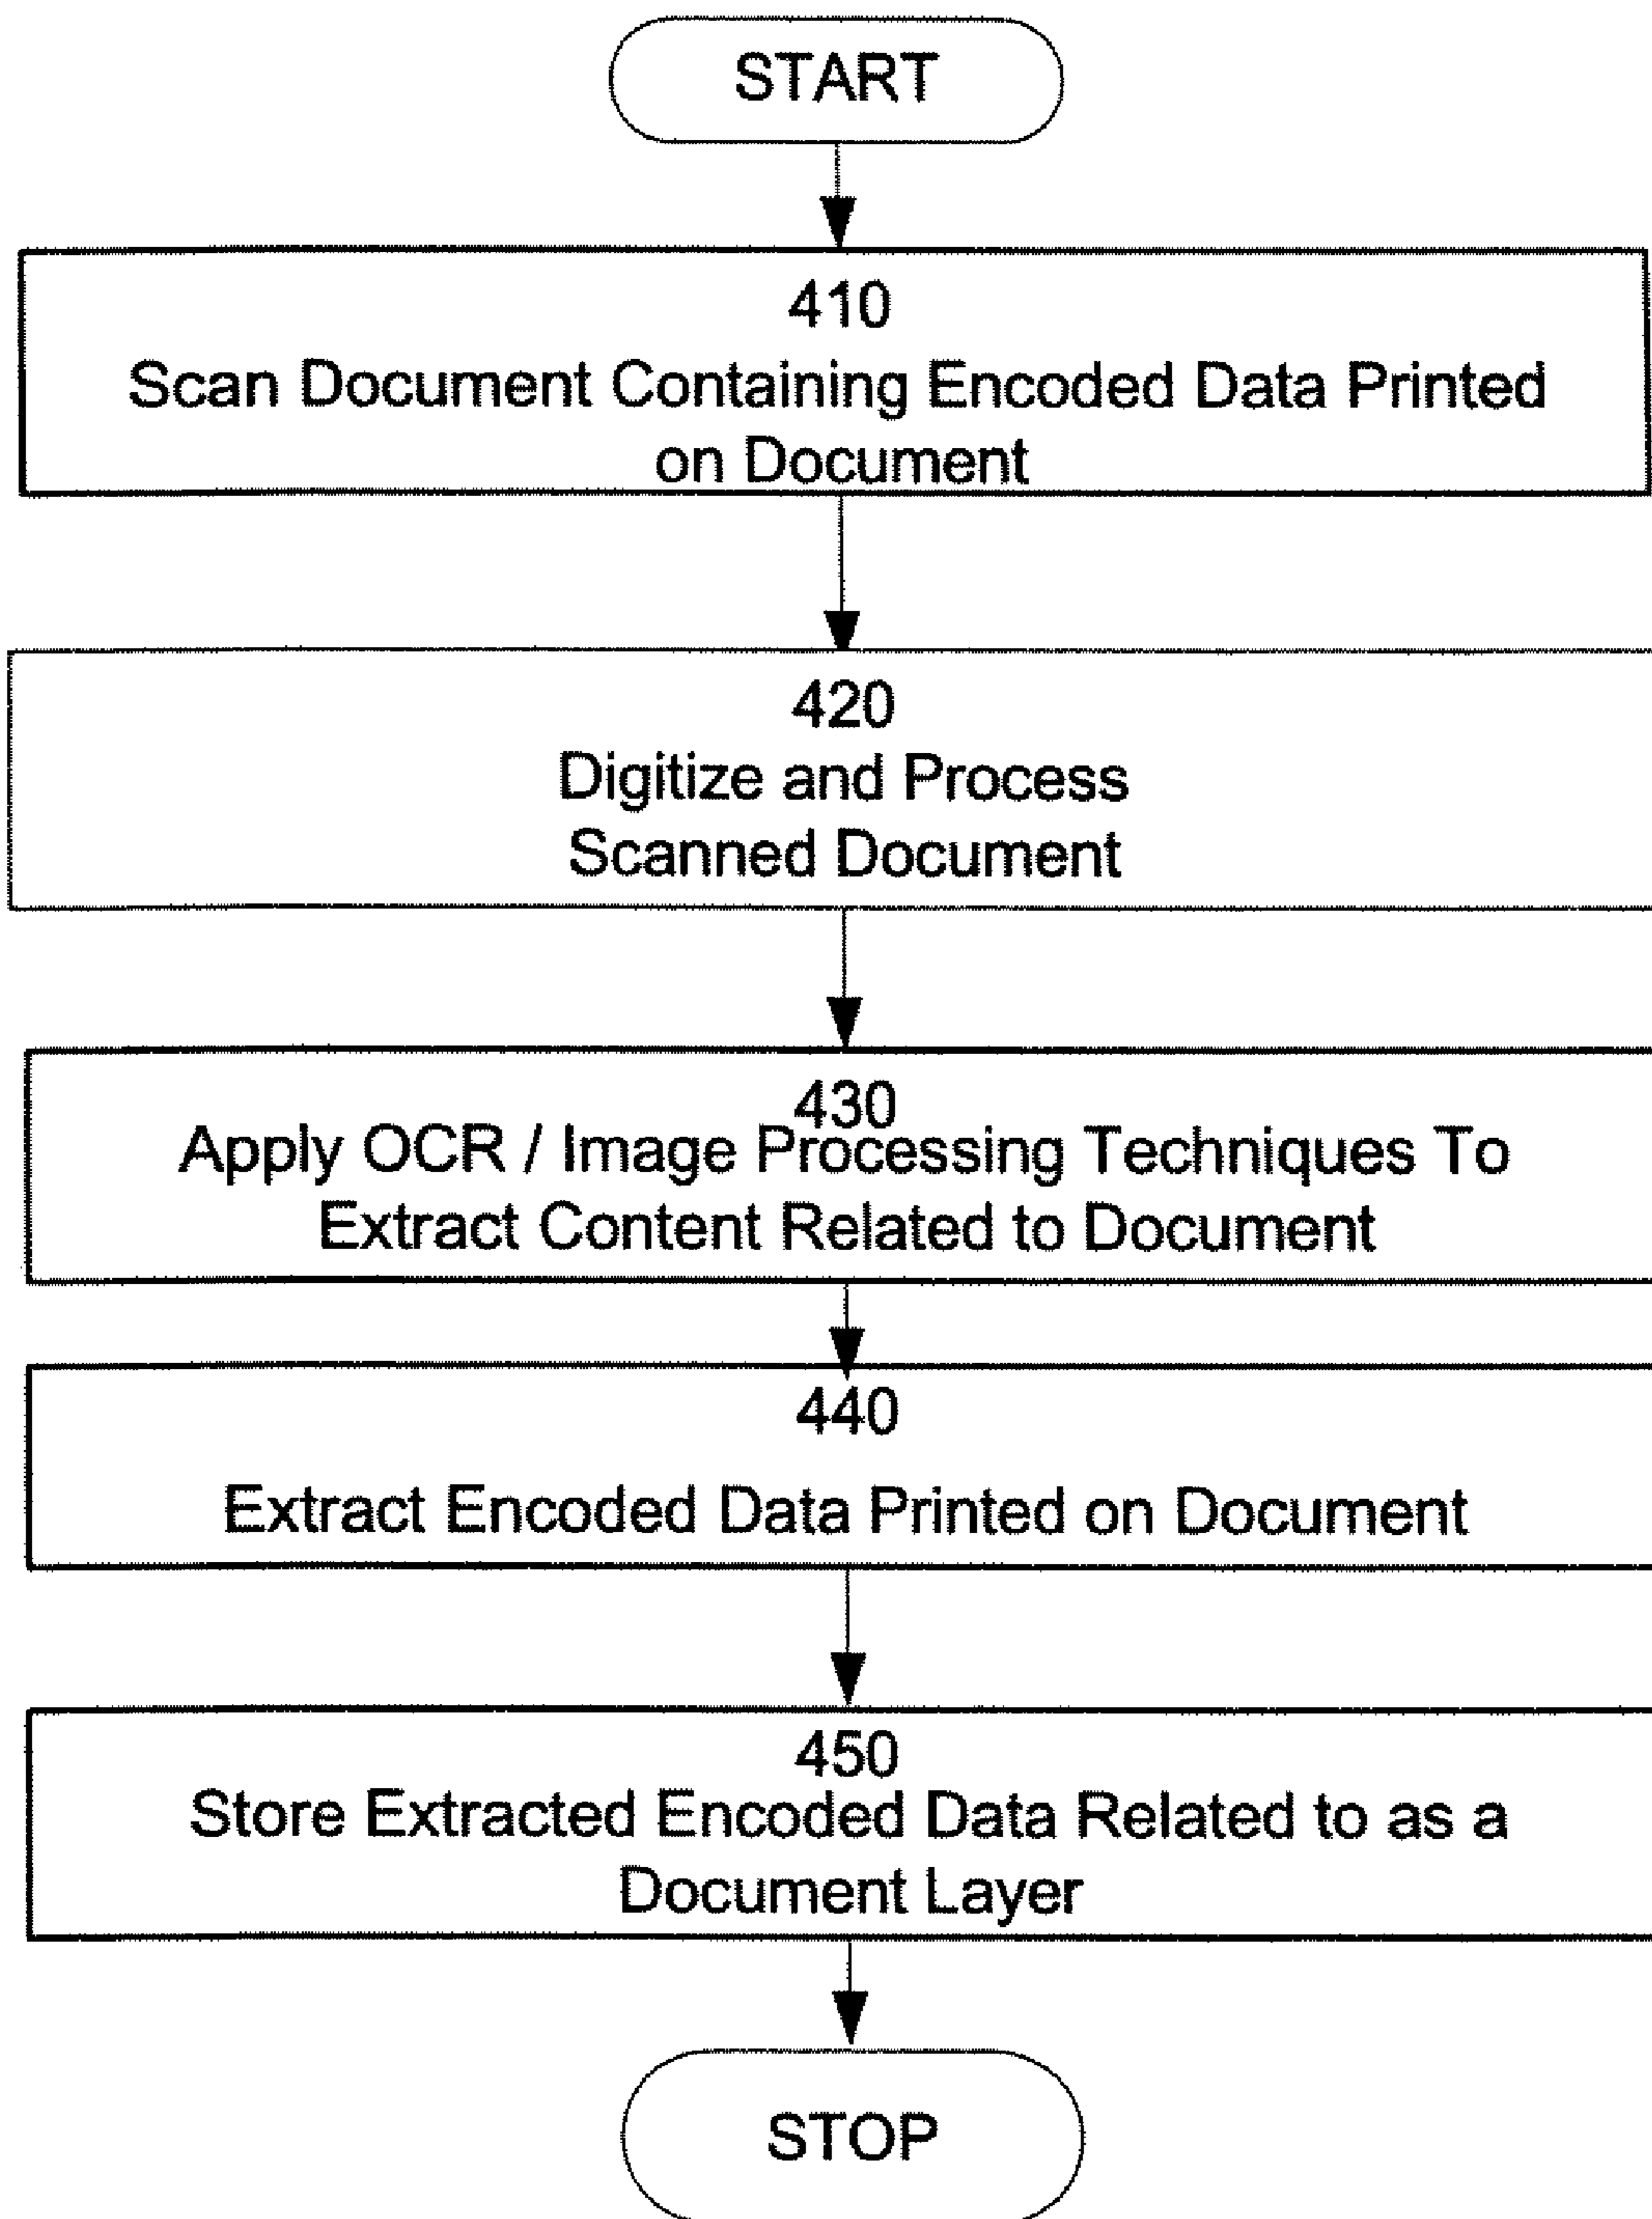 START
410
Scan Document Containing Encoded Data Printed
on Document
420
Digitize and Process
Scanned Document
430
Apply OCR / Image Processing Techniques To
Extract Content Related to Document
440
Extract Encoded Data Printed on Document
450
Store Extracted Encoded Data Related to as a
Document Layer
STOP